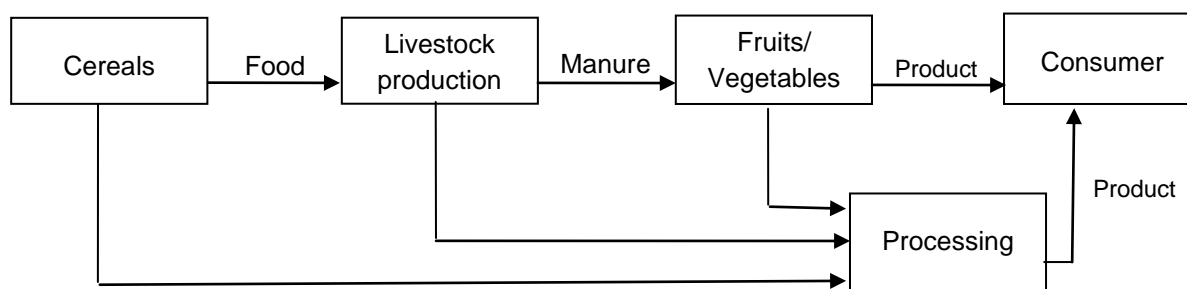 Cereals
Food
Livestock
production
Manure
Fruits/
Vegetables
Product
Consumer
Product
Processing